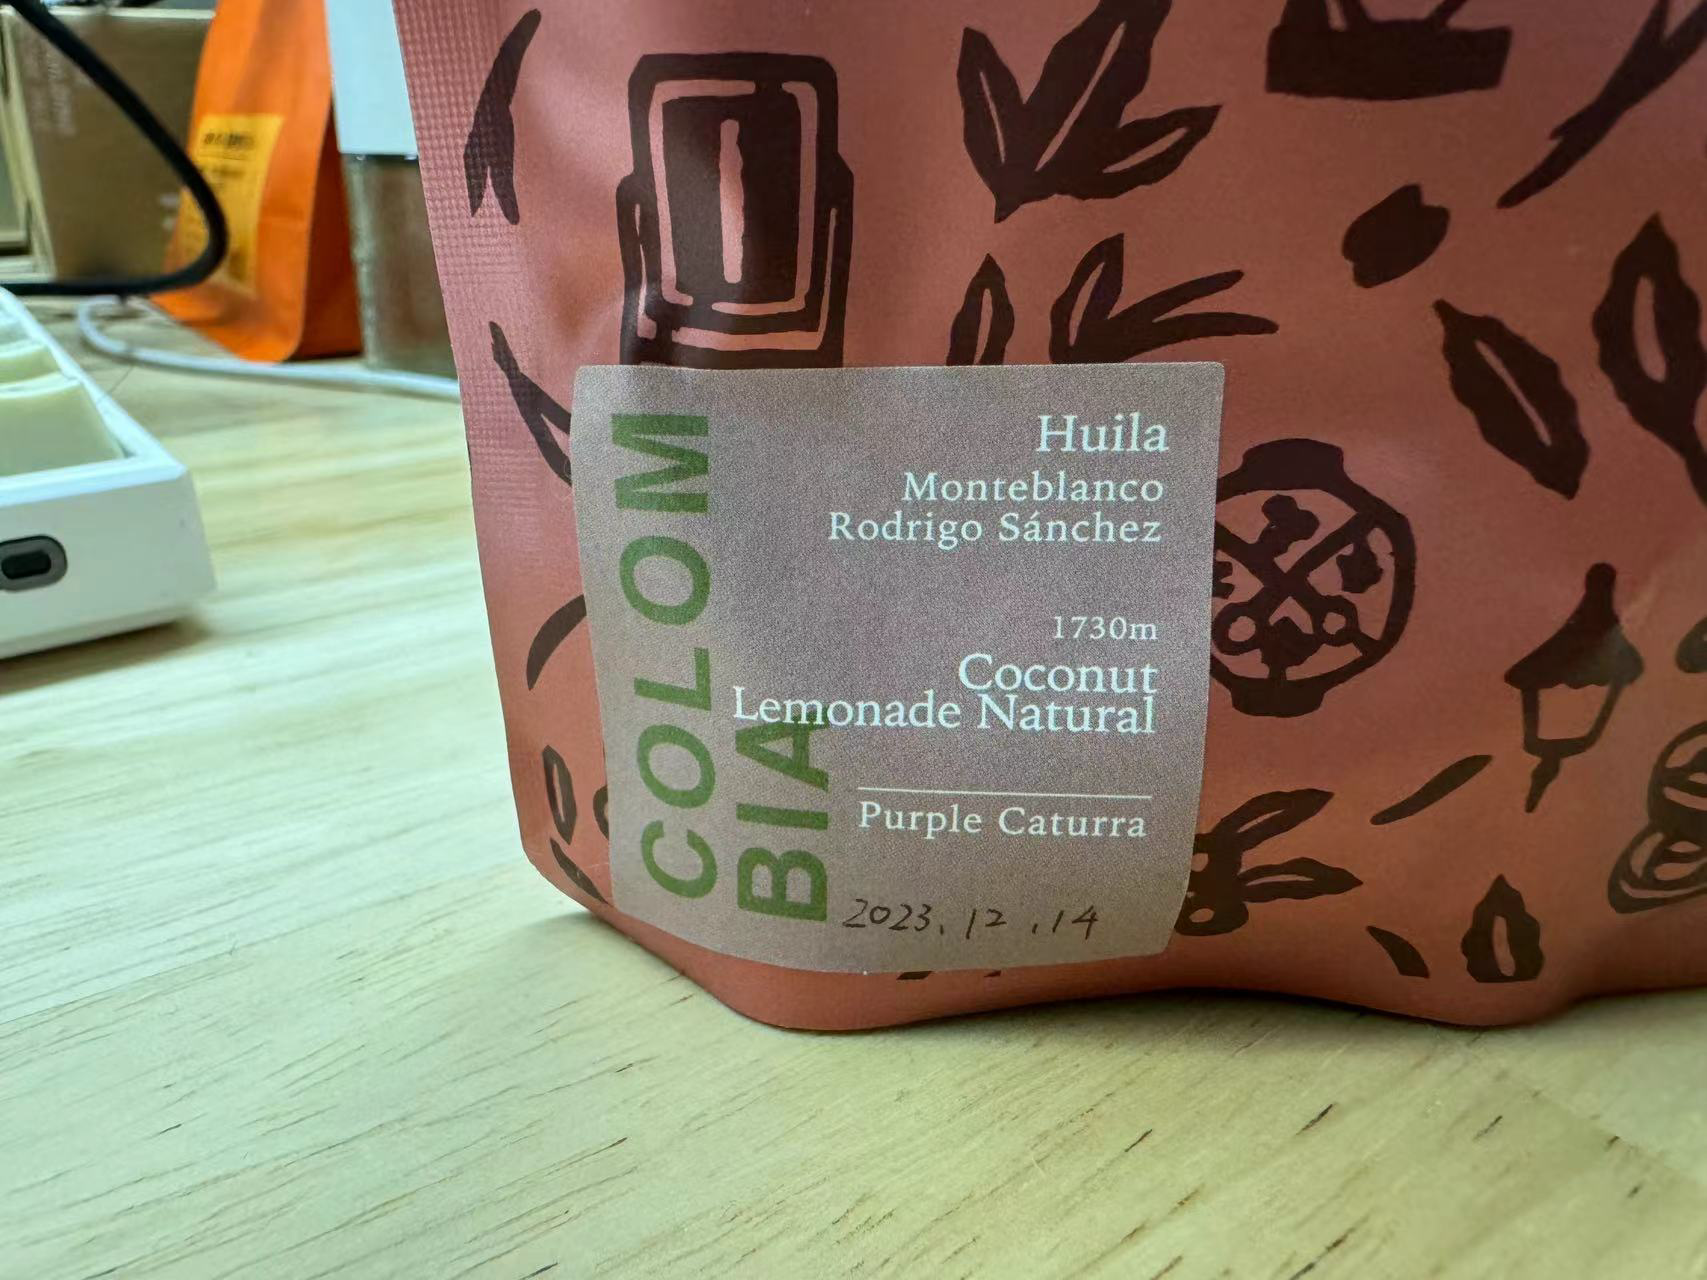 COLOM
BIA
Huila
Monteblanco
Rodrigo Sánchez
1730m
Coconut
Lemonade Natural
Purple Caturra
2023.12.14